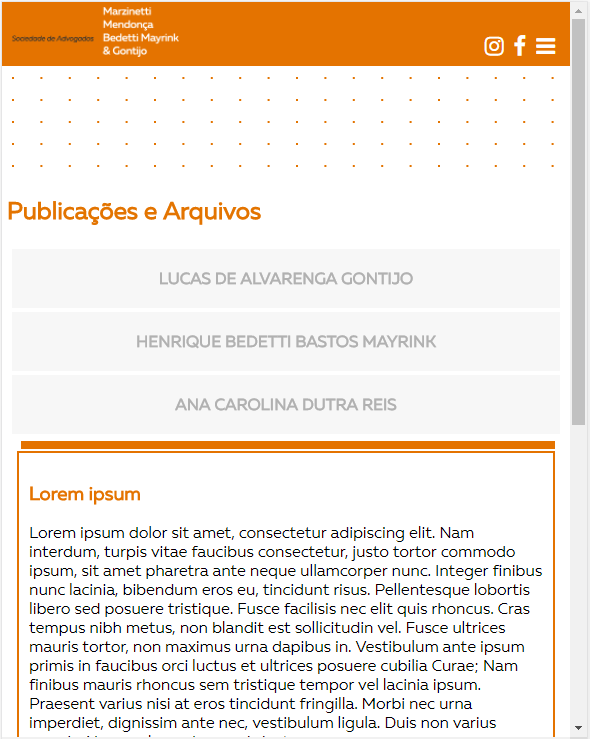 Marzinetti
Mendonça
Sociedade de Advogados
Bedetti Mayrink
& Gontijo
Publicações e Arquivos
LUCAS DE ALVARENGA GONTIJO
HENRIQUE BEDETTI BASTOS MAYRINK
ANA CAROLINA DUTRA REIS
Lorem ipsum
Lorem ipsum dolor sit amet, consectetur adipiscing elit. Nam
interdum, turpis vitae faucibus consectetur, justo tortor commodo
ipsum, sit amet pharetra ante neque ullamcorper nunc. Integer finibus
nunc lacinia, bibendum eros eu, tincidunt risus. Pellentesque lobortis
libero sed posuere tristique. Fusce facilisis nec elit quis rhoncus. Cras
tempus nibh metus, non blandit est sollicitudin vel. Fusce ultrices
mauris tortor, non maximus urna dapibus in. Vestibulum ante ipsum
primis in faucibus orci luctus et ultrices posuere cubilia Curae; Nam
finibus mauris rhoncus sem tristique tempor vel lacinia ipsum.
Praesent varius nisi at eros tincidunt fringilla. Morbi nec urna
imperdiet, dignissim ante nec, vestibulum ligula. Duis non varius